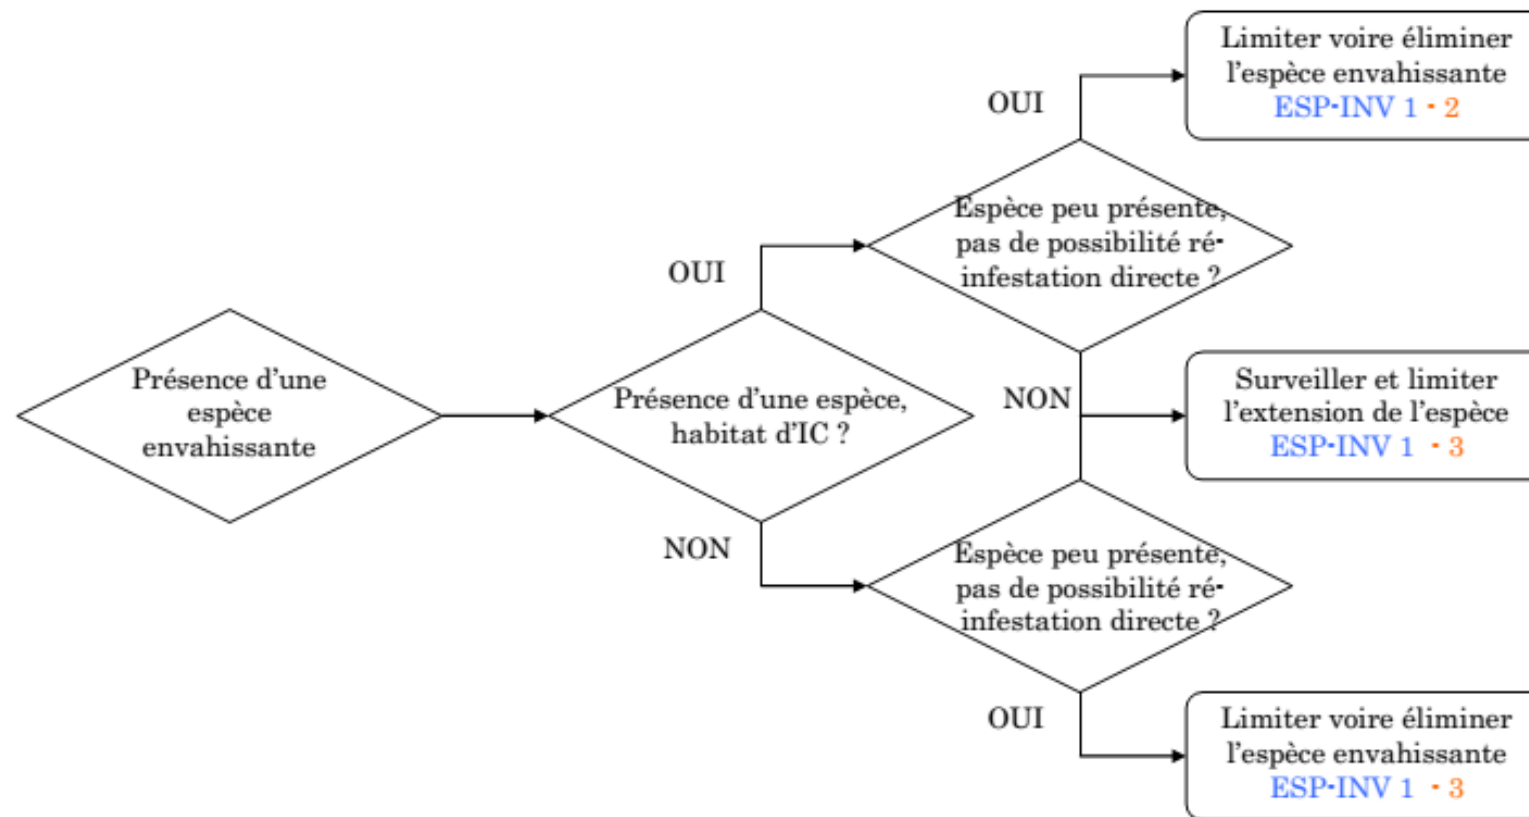 Présence d'une
espèce
envahissante
OUI
NON
Présence d'une espèce,
habitat d'IC ?
OUI
Espèce peu présente,
pas de possibilité ré-
infestation directe ?
NON
Espèce peu présente,
pas de possibilité ré-
infestation directe ?
OUI
Limiter voire éliminer
l'espèce envahissante
ESP-INV 1 - 2
Surveiller et limiter
l'extension de l'espèce
ESP-INV 1 - 3
Limiter voire éliminer
l'espèce envahissante
ESP-INV 1 - 3